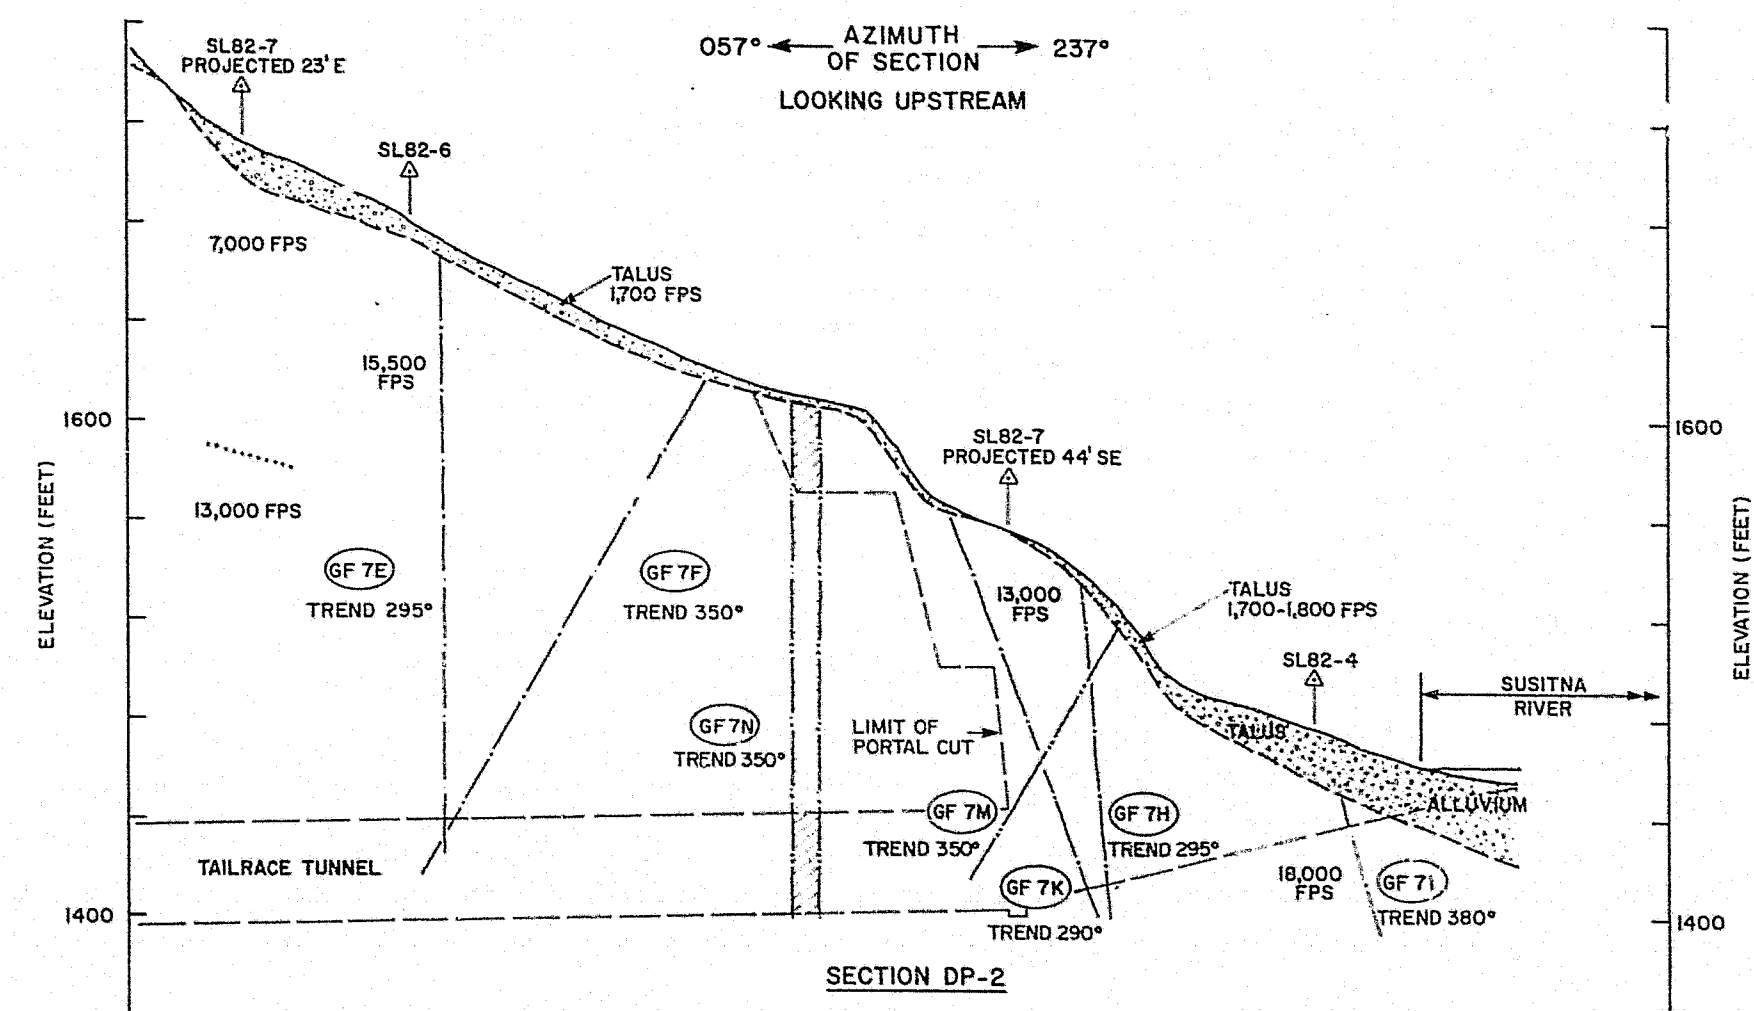 057° AZIMUTH OF SECTION 237°
LOOKING UPSTREAM
SL82-7
PROJECTED 23' E
SL82-6
7,000 FPS
TALUS
1,700 FPS
15,500
FPS
1600
1600
SL82-7
PROJECTED 44' SE
13,000 FPS
ELEVATION (FEET)
ELEVATION (FEET)
GF 7E
TREND 295°
GF 7F
TREND 350°
13,000
FPS
TALUS
1,700-1,800 FPS
SL82-4
SUSITNA
RIVER
GF 7N
TREND 350°
LIMIT OF
PORTAL CUT
TALUS
ALLUVIUM
GF 7M
TREND 350°
GF 7H
TREND 295°
TAILRACE TUNNEL
GF 7K
TREND 290°
18,000
FPS
GF 7I
TREND 380°
1400
1400
SECTION DP-2